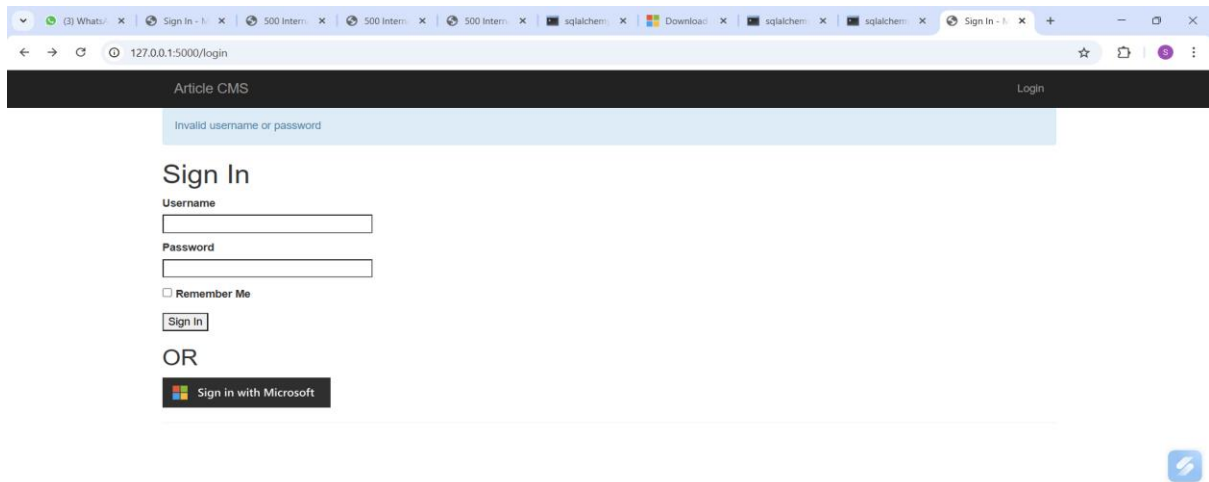 (3) Whats
Sign In -
500 Intern
500 Intern
500 Intern
sqlalchem
Download
sqlalchem
sqlalchem
Sign In -
127.0.0.1:5000/login
S
Article CMS
Login
Invalid username or password
Sign In
Username
Password
Remember Me
Sign In
OR
Sign in with Microsoft